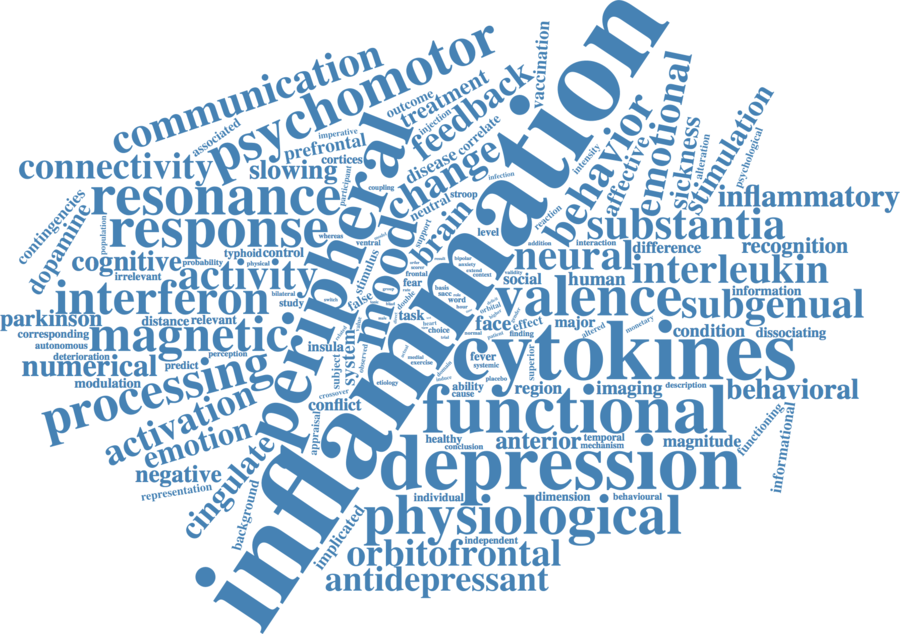 communication
psychomotor
associated
outcome
treatment
injection
feedback
vaccination
imperative
prefrontal
cortices
connectivity
slowing
participant
disease
correlate
change
infection
intensity
behavior
affective
emotional
sickness
alteration
stimulation
psychological
inflammation
peripheral
resonance
response
contingencies
dopamine
population
coupling
neutral
stroop
level
brain
mood
support
reaction
substantia
inflammatory
whereas
ventral
stimulus
cognitive
probability
typhoid
control
physical
irrelevant
activity
bilateral
study
interferon
false
fear
frontal
addition
interaction
difference
recognition
neural
interleukin
bipolar
anxiety
extend
context
validity
social
human
information
valence
subgenual
basis
sacc
word
orbital
task
choice
face
effect
finding
major
altered
monetary
condition
dissociating
parkinson
corresponding
autonomous
distance
relevant
magnetic
deterioration
numerical
predict
perception
modulation
processing
insula
system
subject
crossover
observed
medial
exercise
etiology
conflict
appraisal
fever
systemic
placebo
superior
cytokines
ability
cause
region
imaging
description
behavioral
functional
activation
emotion
negative
representation
cingulate
background
implicated
healthy
conclusion
anterior
temporal
mechanism
magnitude
functioning
informational
depression
individual
dimension
behavioural
physiological
independent
orbitofrontal
antidepressant